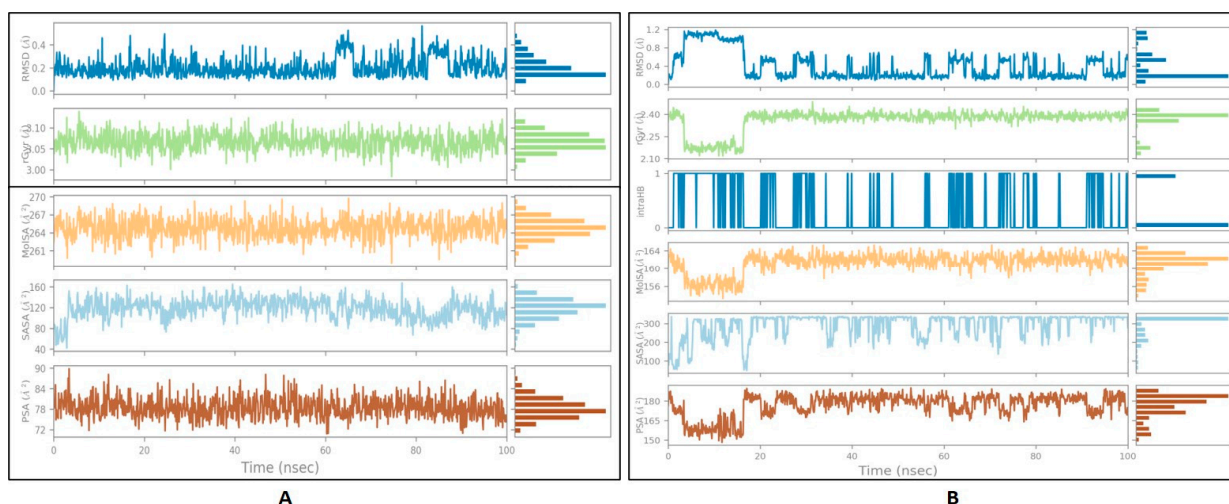 RMSD (Å)
0.4
0.2
0.0
rGyr (Å)
3.10
3.05
3.00
MolSA (Å²)
270
267
264
261
SASA (Å²)
160
120
80
40
PSA (Å²)
90
84
78
72
0 20 40 60 80 100
Time (nsec)
A
RMSD (Å)
1.2
0.8
0.4
0.0
rGyr (Å)
2.40
2.25
2.10
intraHB
1
0
MolSA (Å²)
164
160
156
SASA (Å²)
300
200
100
PSA (Å²)
180
165
150
0 20 40 60 80 100
Time (nsec)
B